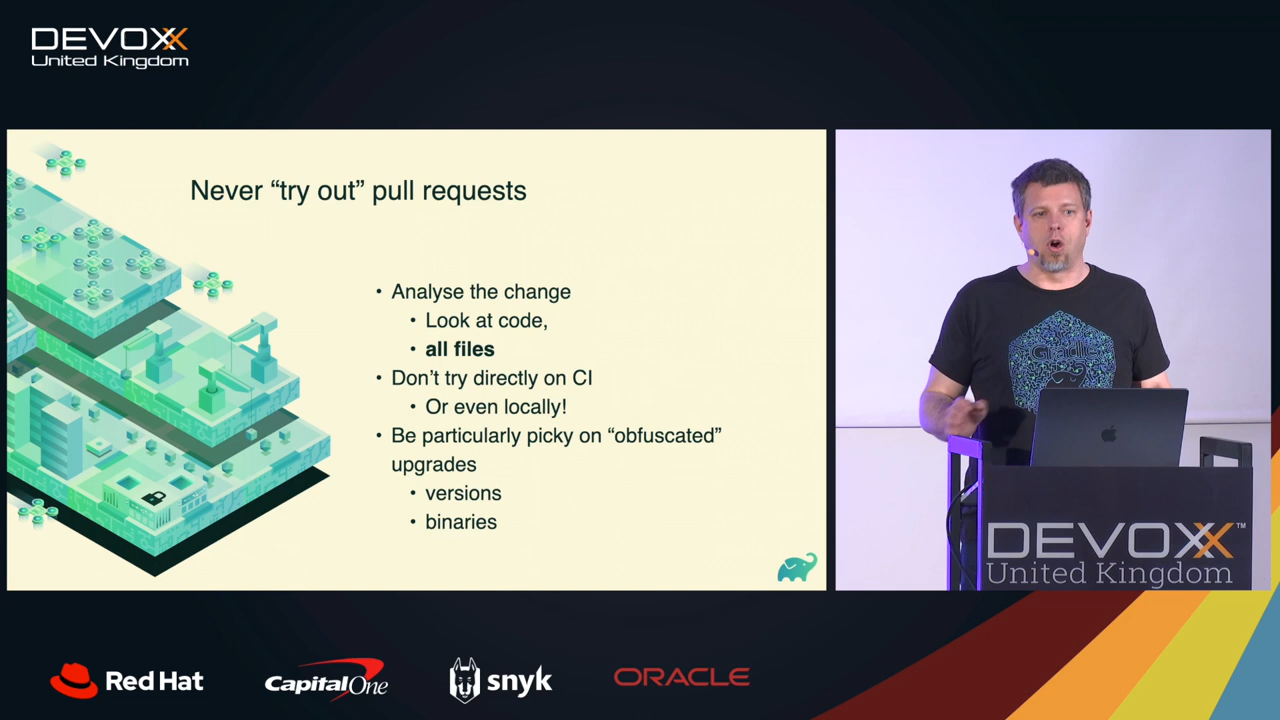 DEVOXX
United Kingdom
Never “try out” pull requests
• Analyse the change
• Look at code,
• all files
• Don’t try directly on CI
• Or even locally!
• Be particularly picky on “obfuscated”
upgrades
• versions
• binaries
Gradle
DEVOXX™
United Kingdom
Red Hat
Capital One
snyk
ORACLE